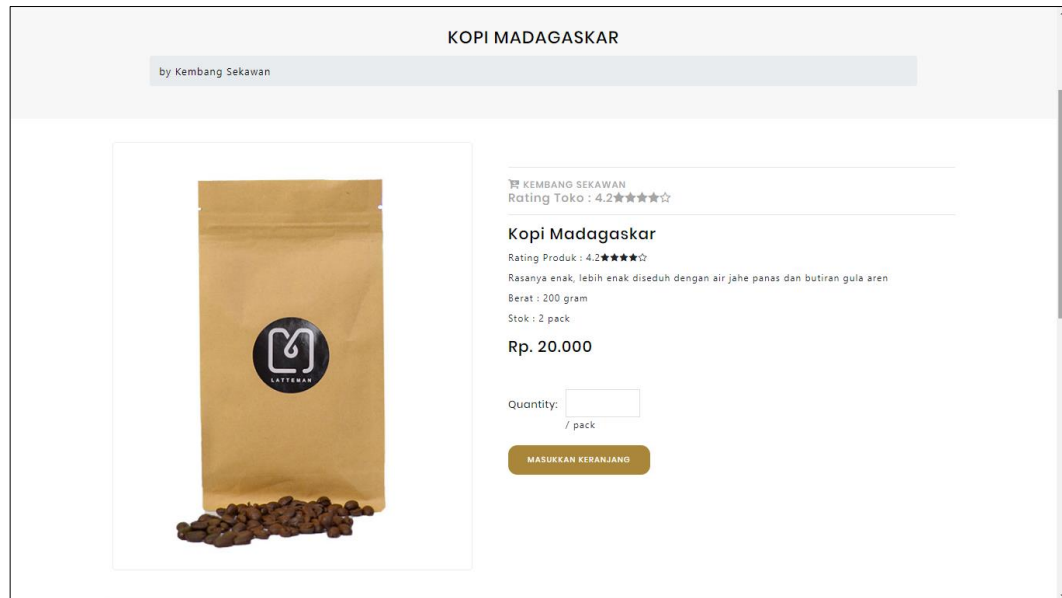 KOPI MADAGASKAR
by Kembang Sekawan
KEMBANG SEKAWAN
Rating Toko : 4.2★★★★☆
Kopi Madagaskar
Rating Produk : 4.2★★★★☆
Rasanya enak, lebih enak diseduh dengan air jahe panas dan butiran gula aren
Berat : 200 gram
Stok : 2 pack
Rp. 20.000
Quantity:
/ pack
MASUKKAN KERANJANG
LATTEMAN